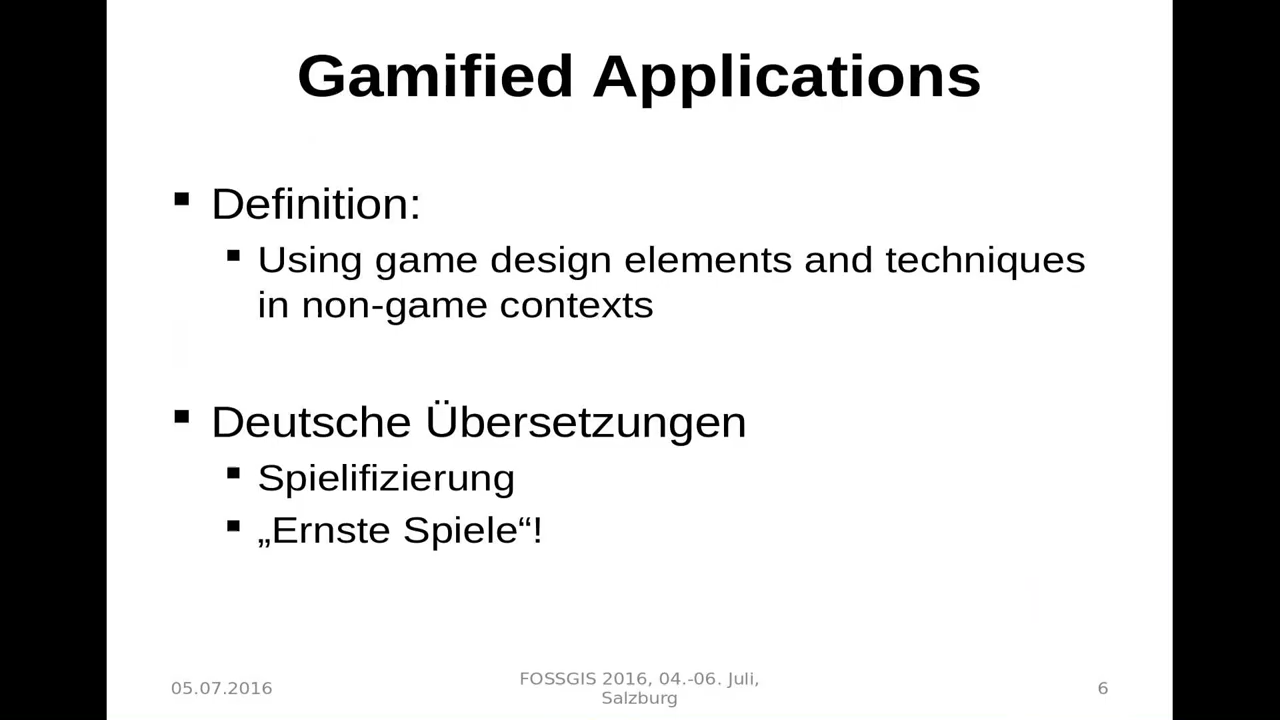 Gamified Applications
Definition:
Using game design elements and techniques
in non-game contexts
Deutsche Übersetzungen
Spielifizierung
„Ernste Spiele“!
05.07.2016
FOSSGIS 2016, 04.-06. Juli,
Salzburg
6